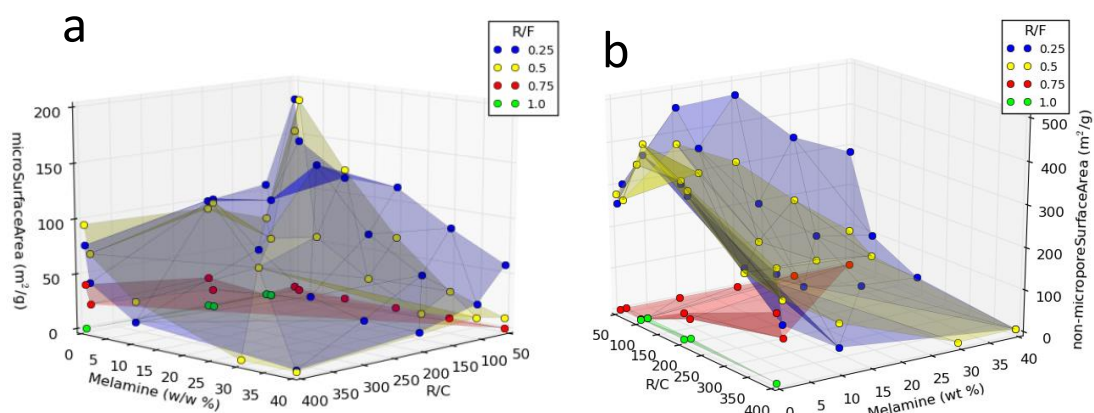 a
R/F
0.25
0.5
0.75
1.0
200
150
100
50
0
microSurfaceArea (m²/g)
0 5 10 15 20 25 30 35 40
Melamine (w/w %)
400 350 300 250 200 150 100 50
R/C
b
R/F
0.25
0.5
0.75
1.0
500
400
300
200
100
0
non-microporeSurfaceArea (m²/g)
50 100 150 200 250 300 350 400
R/C
0 5 10 15 20 25 30 35 40
Melamine (wt %)